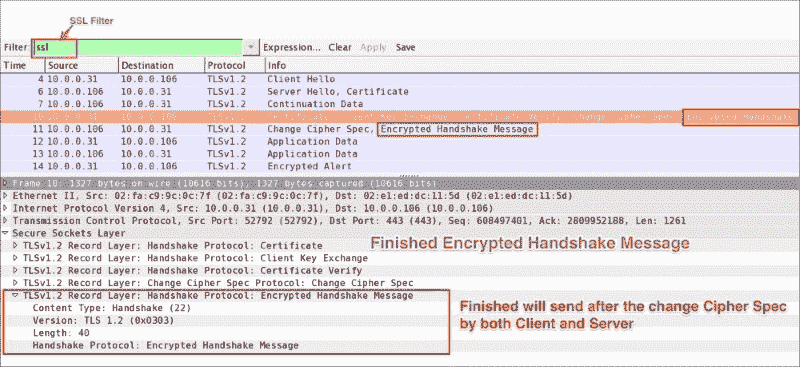 SSL Filter
Filter: ssl Expression... Clear Apply Save
Time Source Destination Protocol Info
4 10.0.0.31 10.0.0.106 TLSv1.2 Client Hello
6 10.0.0.106 10.0.0.31 TLSv1.2 Server Hello, Certificate
7 10.0.0.106 10.0.0.31 TLSv1.2 Continuation Data
11 10.0.0.106 10.0.0.31 TLSv1.2 Change Cipher Spec, Encrypted Handshake Message
12 10.0.0.31 10.0.0.106 TLSv1.2 Application Data
13 10.0.0.106 10.0.0.31 TLSv1.2 Application Data
14 10.0.0.31 10.0.0.106 TLSv1.2 Encrypted Alert
Frame 10: 1327 bytes on wire (10616 bits), 1327 bytes captured (10616 bits)
Ethernet II, Src: 02:fa:c9:9c:0c:7f (02:fa:c9:9c:0c:7f), Dst: 02:e1:ed:dc:11:5d (02:e1:ed:dc:11:5d)
Internet Protocol Version 4, Src: 10.0.0.31 (10.0.0.31), Dst: 10.0.0.106 (10.0.0.106)
Transmission Control Protocol, Src Port: 52792 (52792), Dst Port: 443 (443), Seq: 608497401, Ack: 2809952188, Len: 1261
Secure Sockets Layer
TLSv1.2 Record Layer: Handshake Protocol: Certificate
Finished Encrypted Handshake Message
TLSv1.2 Record Layer: Handshake Protocol: Client Key Exchange
TLSv1.2 Record Layer: Handshake Protocol: Certificate Verify
TLSv1.2 Record Layer: Change Cipher Spec Protocol: Change Cipher Spec
TLSv1.2 Record Layer: Handshake Protocol: Encrypted Handshake Message
Content Type: Handshake (22)
Version: TLS 1.2 (0x0303)
Length: 40
Handshake Protocol: Encrypted Handshake Message
Finished will send after the change Cipher Spec
by both Client and Server